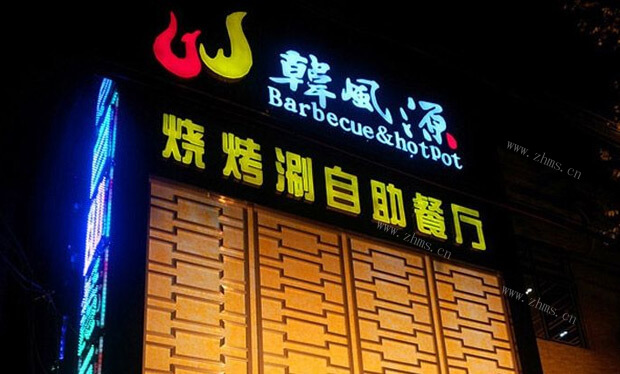 韓風源
Barbecue&hotpot
烧烤涮自助餐厅
www.zhms.cn
www.zhms.cn
www.zhms.cn